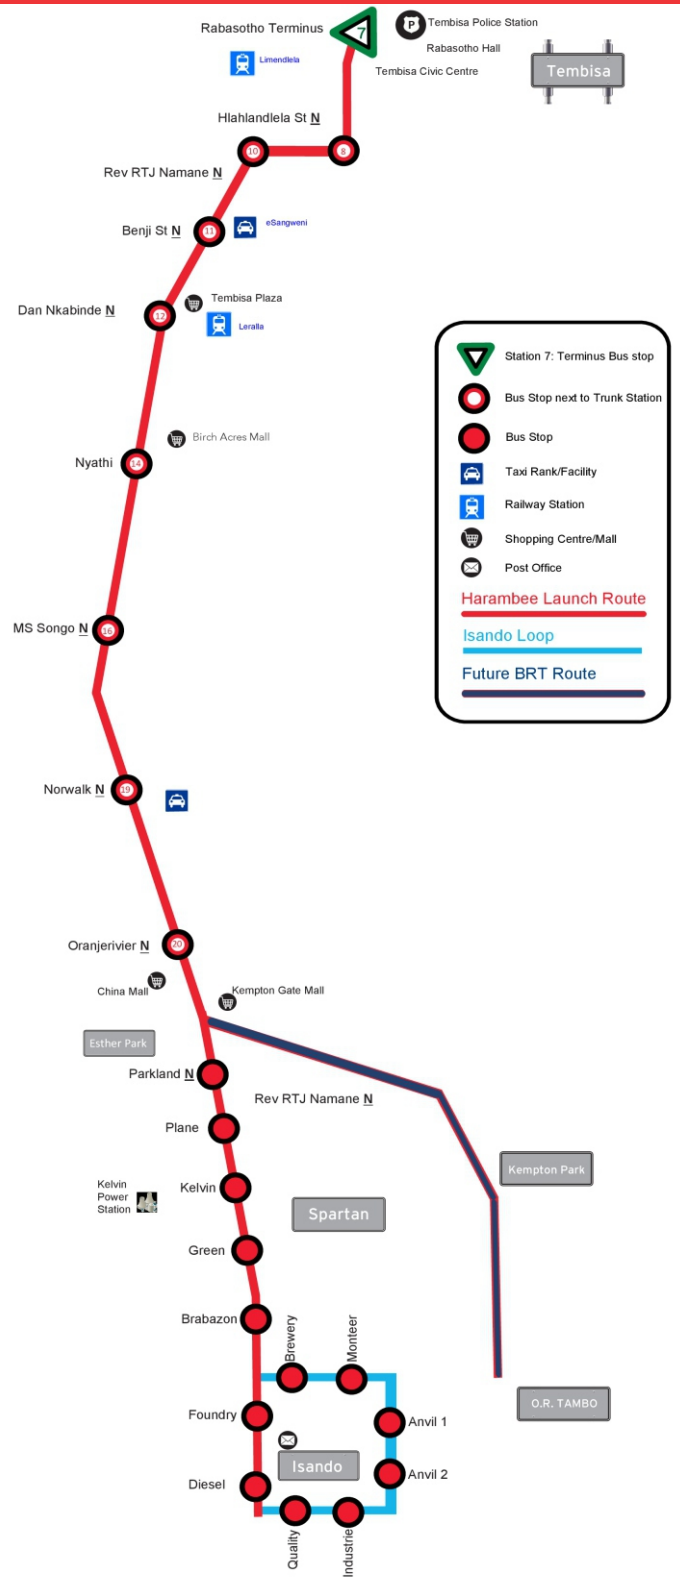 Rabasotho Terminus
7
P
Tembisa Police Station
Rabasotho Hall
Tembisa Civic Centre
Limendlela
Tembisa
Hlahlandlela St N
10
8
Rev RTJ Namane N
Benji St N
11
eSangweni
Dan Nkabinde N
12
Tembisa Plaza
Leralla
Station 7: Terminus Bus stop
Bus Stop next to Trunk Station
Bus Stop
Taxi Rank/Facility
Railway Station
Shopping Centre/Mall
Post Office
Harambee Launch Route
Isando Loop
Future BRT Route
Birch Acres Mall
Nyathi
14
MS Songo N
16
Norwalk N
19
Oranjerivier N
20
China Mall
Kempton Gate Mall
Esther Park
Parkland N
Rev RTJ Namane N
Plane
Kempton Park
Kelvin
Power
Station
Kelvin
Spartan
Green
Brabazon
Brewery
Monteer
O.R. TAMBO
Foundry
Anvil 1
Isando
Anvil 2
Diesel
Quality
Industrie